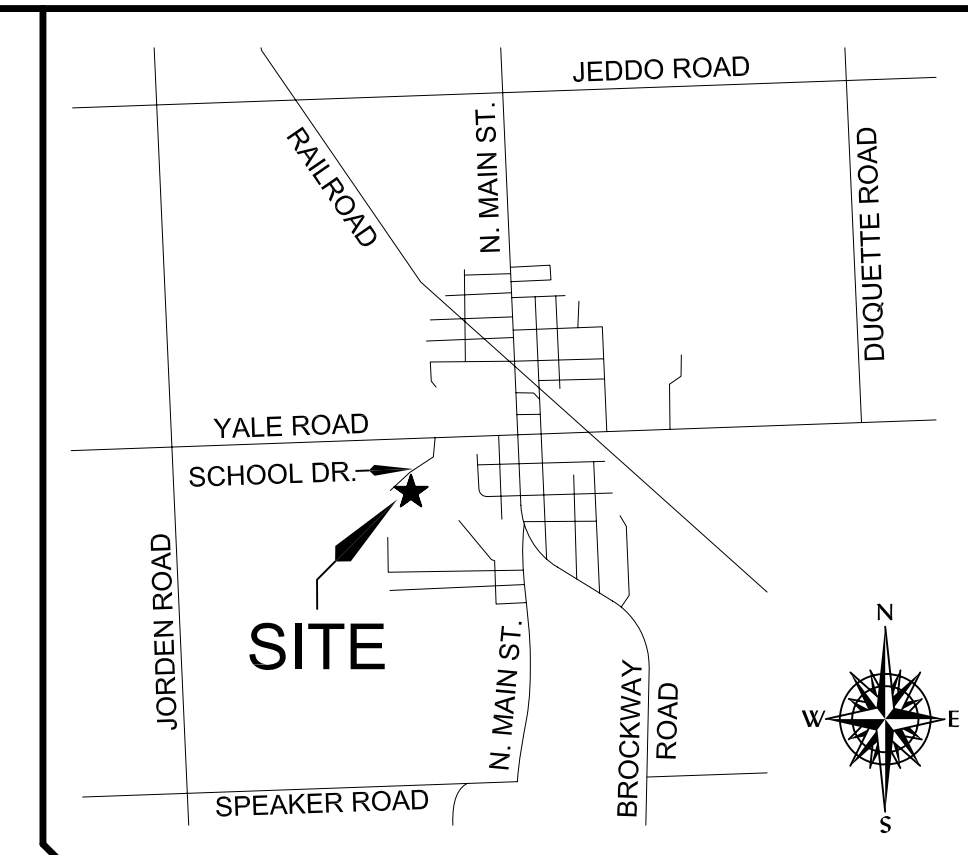 JEDDO ROAD
RAILROAD
N. MAIN ST.
DUQUETTE ROAD
YALE ROAD
SCHOOL DR.
JORDEN ROAD
SITE
N. MAIN ST.
BROCKWAY
ROAD
SPEAKER ROAD
N
W
E
S